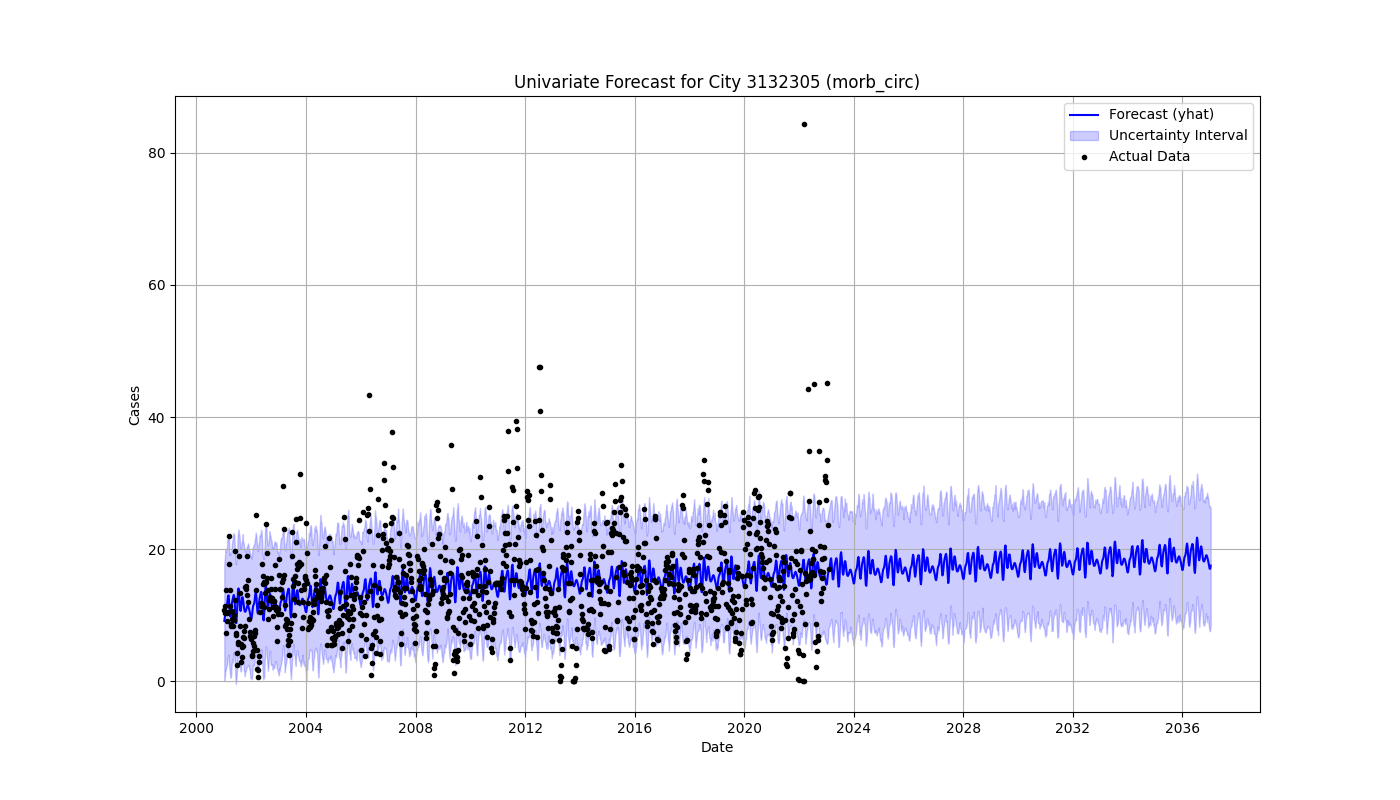 Univariate Forecast for City 3132305 (morb_circ)
Forecast (yhat)
Uncertainty Interval
Actual Data
80
60
40
20
0
Cases
2000 2004 2008 2012 2016 2020 2024 2028 2032 2036
Date